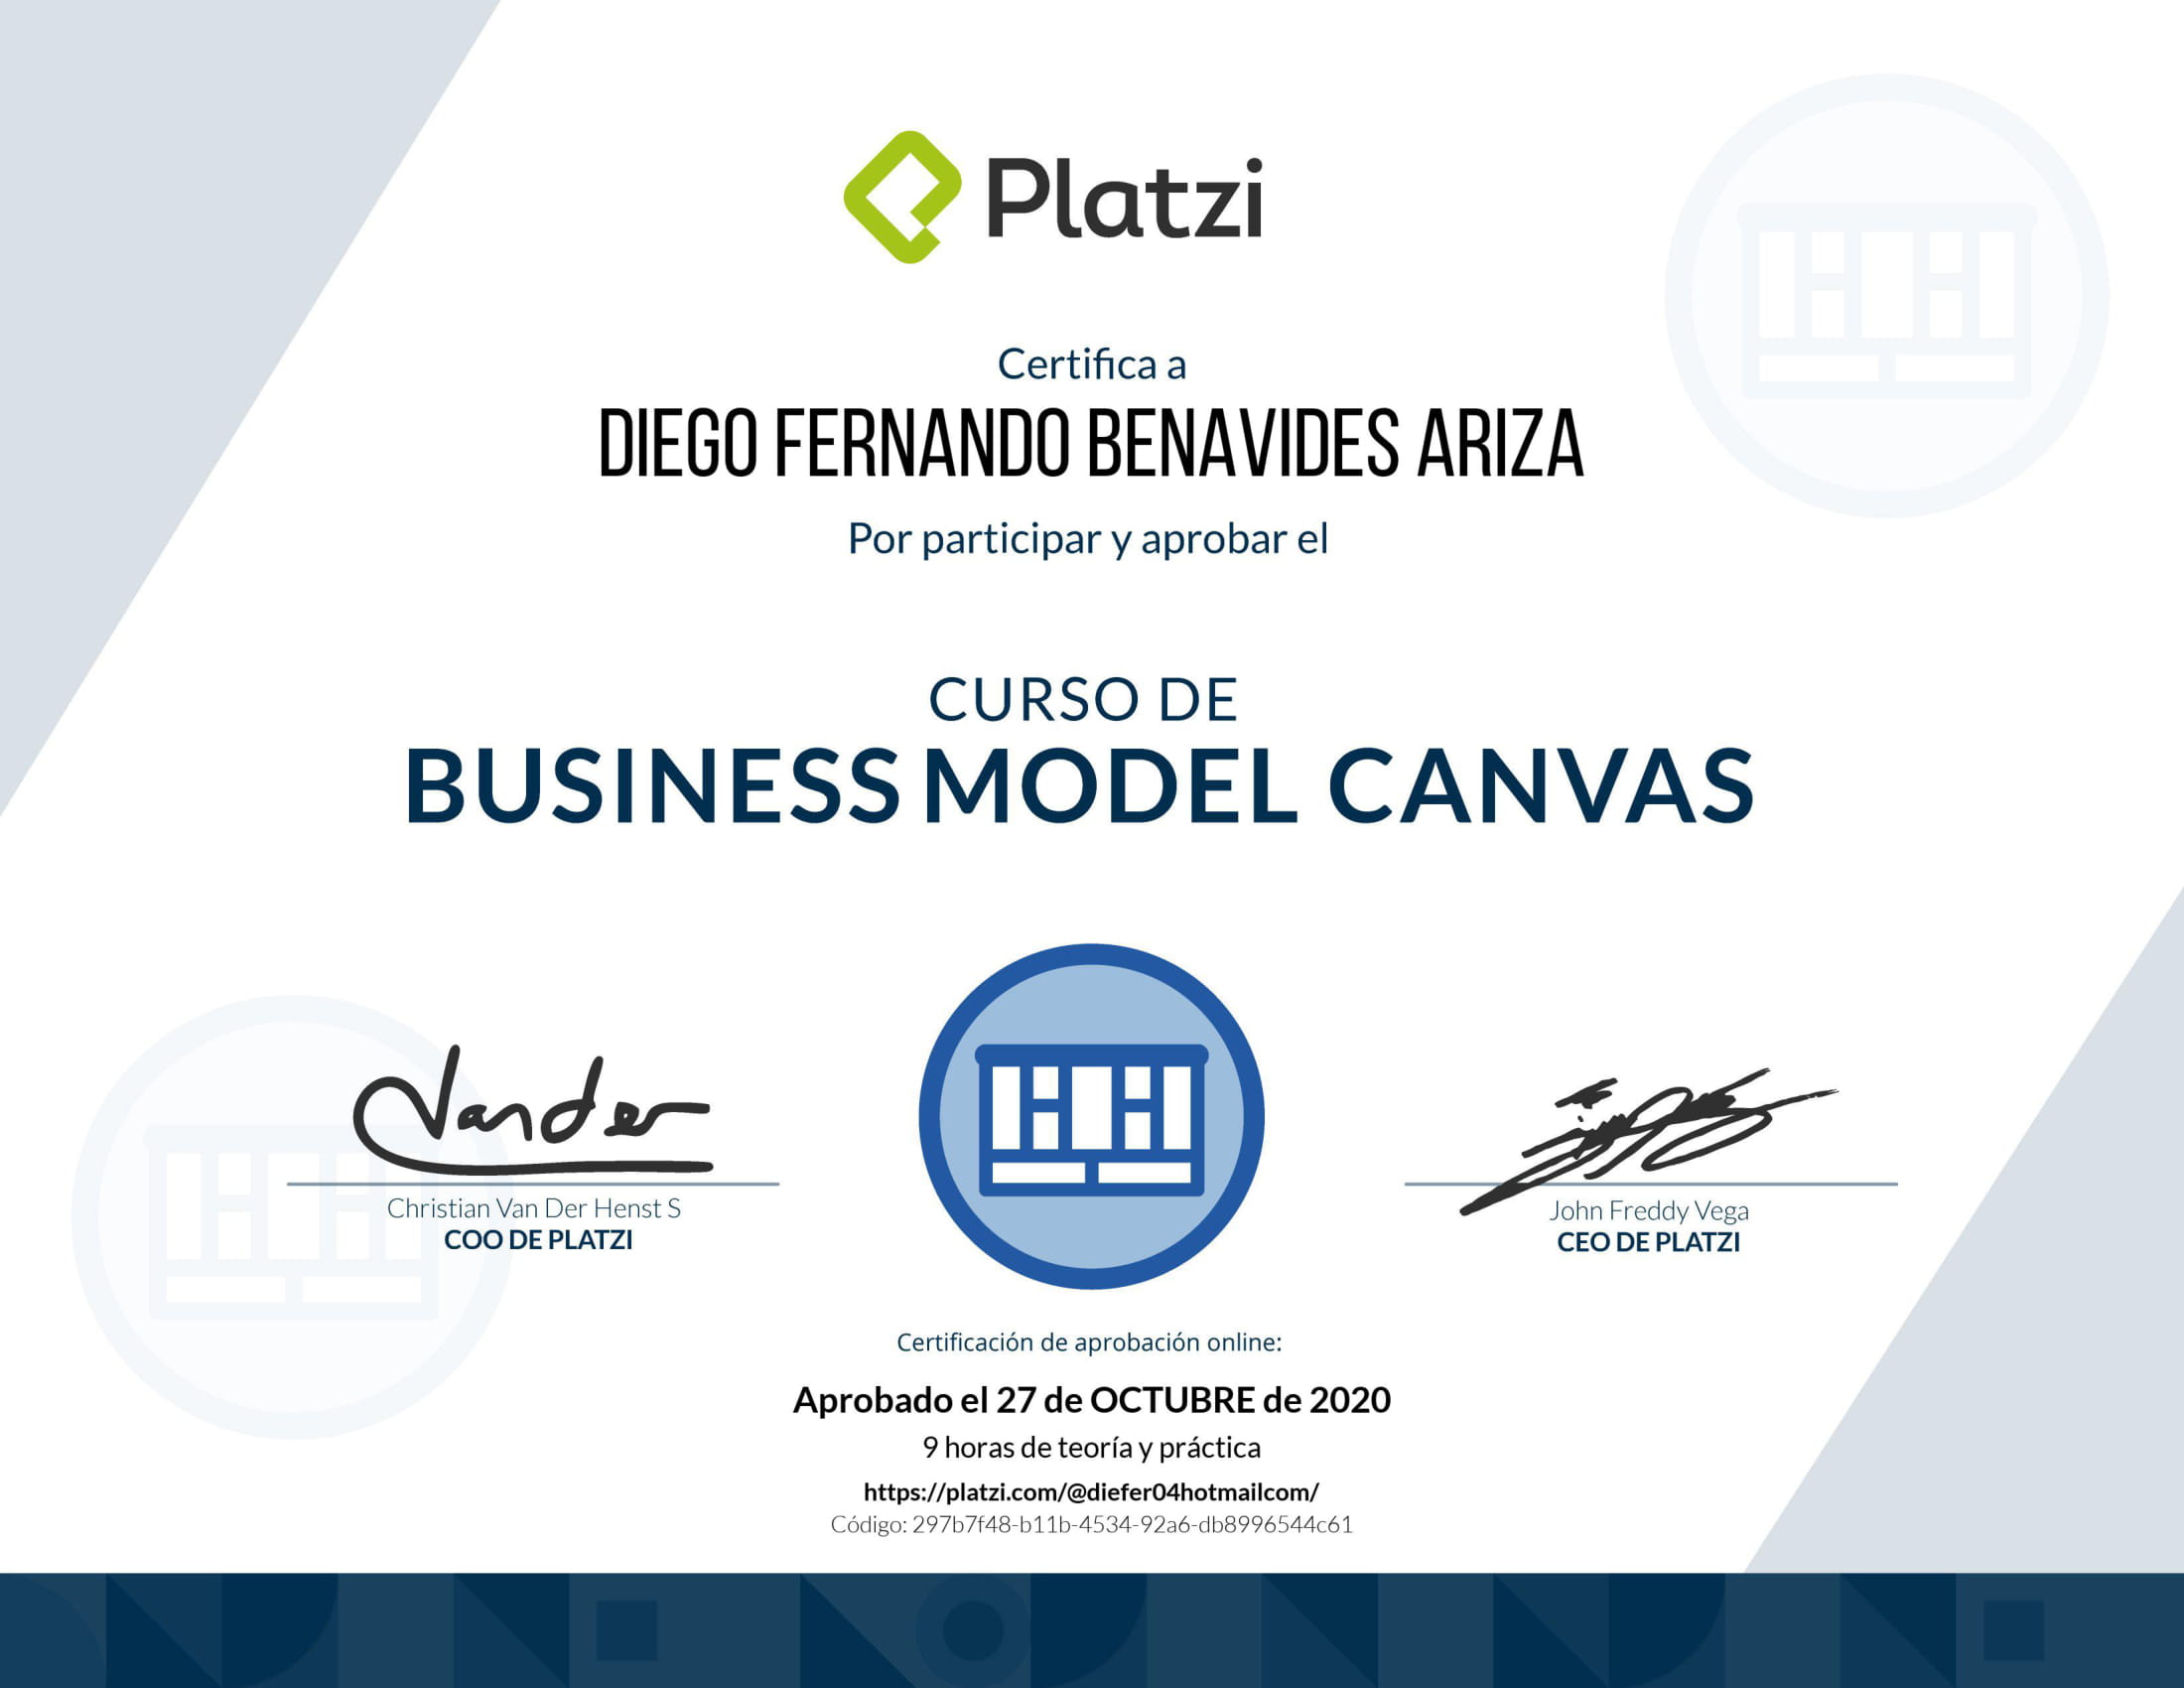 Platzi
Certifica a
DIEGO FERNANDO BENAVIDES ARIZA
Por participar y aprobar el
CURSO DE
BUSINESS MODEL CANVAS
Vander
Christian Van Der Henst S
COO DE PLATZI
John Freddy Vega
CEO DE PLATZI
Certificación de aprobación online:
Aprobado el 27 de OCTUBRE de 2020
9 horas de teoría y práctica
https://platzi.com/@diefer04hotmailcom/
Código: 297b7f48-b11b-4534-92a6-db8996544c61